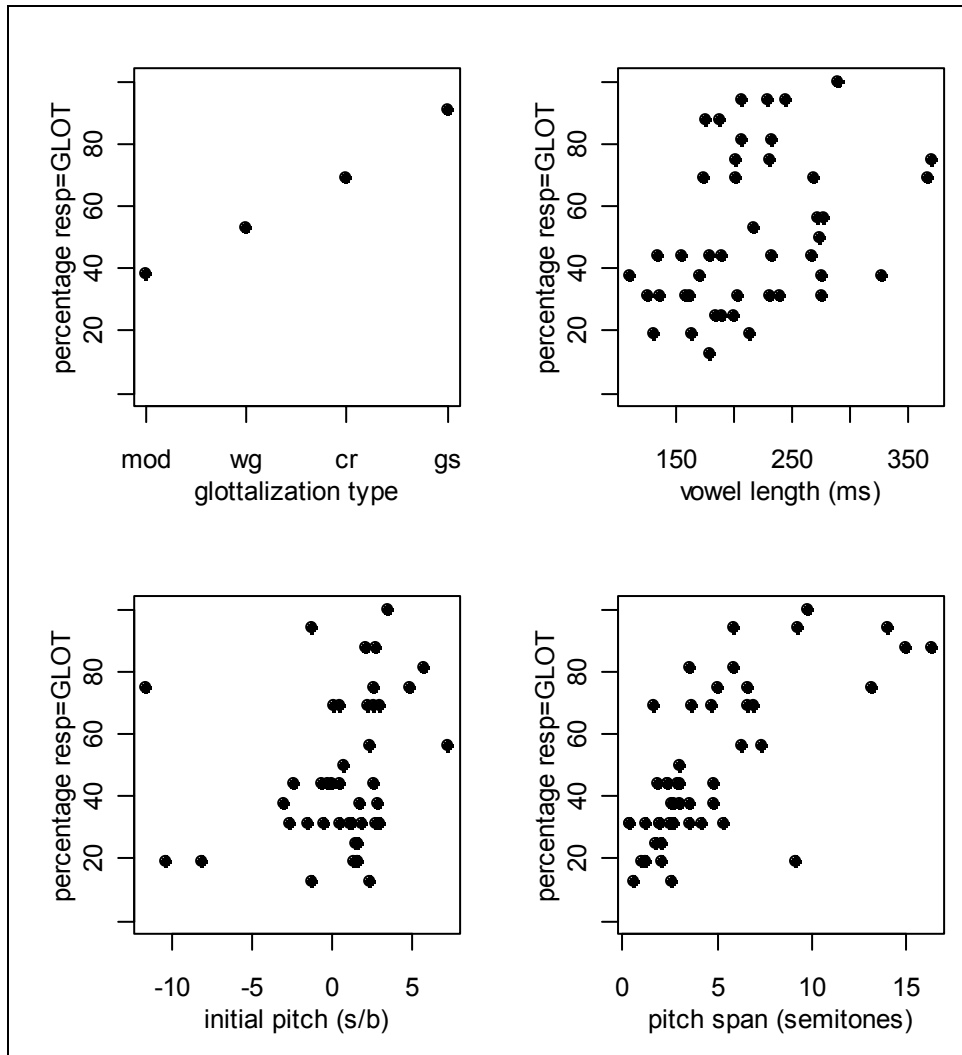 percentage resp=GLOT
20 40 60 80
mod wg cr gs
glottalization type
percentage resp=GLOT
20 40 60 80
150 250 350
vowel length (ms)
percentage resp=GLOT
20 40 60 80
-10 -5 0 5
initial pitch (s/b)
percentage resp=GLOT
20 40 60 80
0 5 10 15
pitch span (semitones)